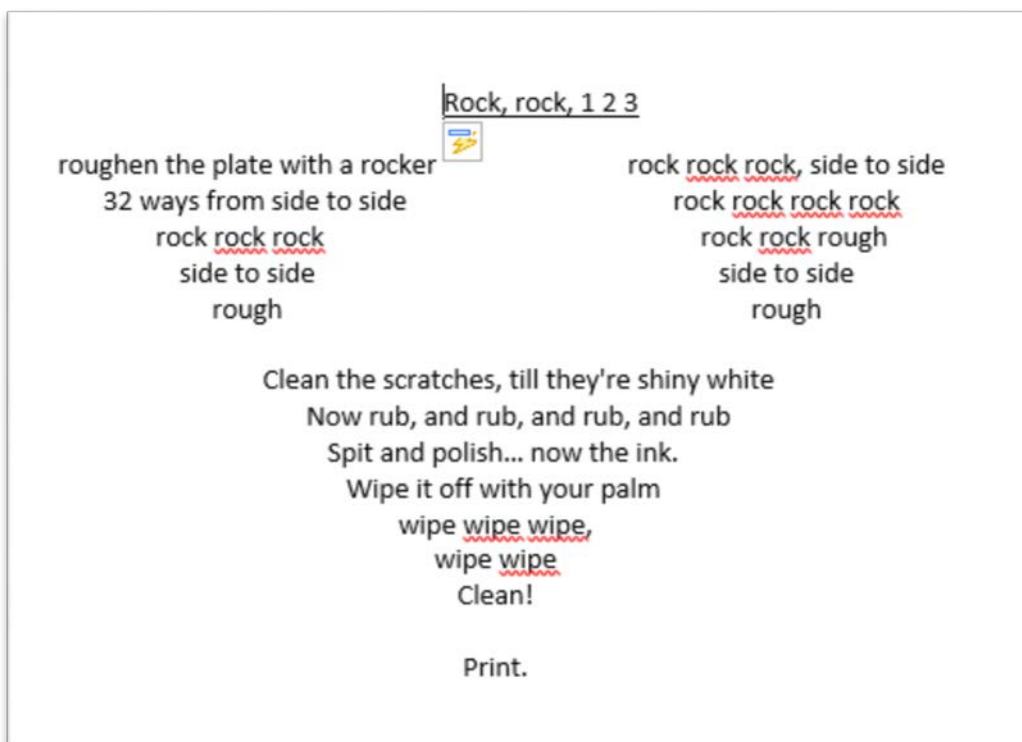 Rock, rock, 1 2 3
roughen the plate with a rocker
32 ways from side to side
rock rock rock
side to side
rough
rock rock rock, side to side
rock rock rock rock
rock rock rough
side to side
rough
Clean the scratches, till they're shiny white
Now rub, and rub, and rub, and rub
Spit and polish... now the ink.
Wipe it off with your palm
wipe wipe wipe,
wipe wipe
Clean!
Print.